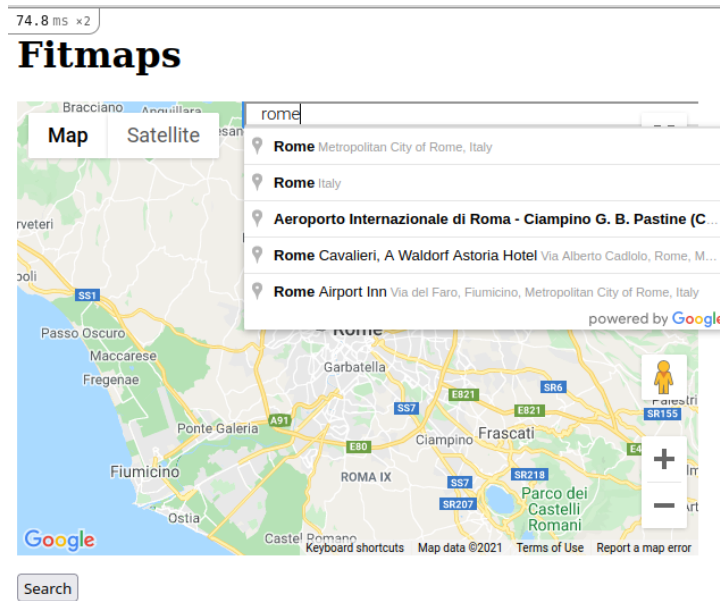 74.8 ms ×2
Fitmaps
Bracciano Anguillara
rome
Map Satellite
Rome Metropolitan City of Rome, Italy
Rome Italy
rveteri
Aeroporto Internazionale di Roma - Ciampino G. B. Pastine (C...
Rome Cavalieri, A Waldorf Astoria Hotel Via Alberto Cadlolo, Rome, M...
oli
SS1
Rome Airport Inn Via del Faro, Fiumicino, Metropolitan City of Rome, Italy
powered by Google
Passo Oscuro
Rome
Maccarese
Garbatella
Fregenae
SR6
E821
Palestri
SS7
E821
SR155
A91
Ponte Galeria
Frascati
Ciampino
E80
E4
Fiumicino
ROMA IX
SR218
SS7
Parco dei
Castelli
Romani
SR207
Ostia
Google
Castel Romano
Keyboard shortcuts Map data ©2021 Terms of Use Report a map error
Search